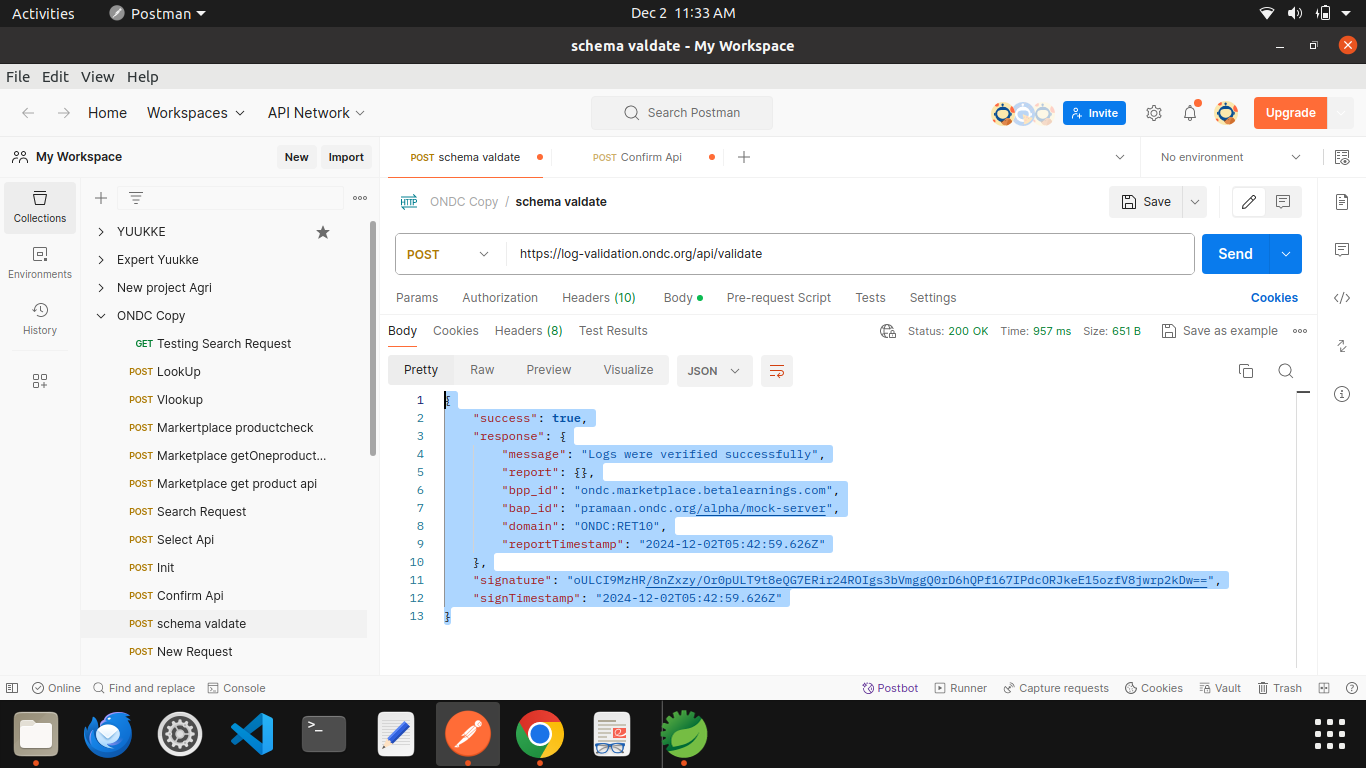 Activities Postman Dec 2 11:33 AM
schema valdate - My Workspace
File Edit View Help
Home Workspaces API Network Search Postman Invite Upgrade
My Workspace New Import POST schema valdate POST Confirm Api No environment
Collections
Environments
History
YUUKKE
Expert Yuukke
New project Agri
ONDC Copy
GET Testing Search Request
POST LookUp
POST Vlookup
POST Markertplace productcheck
POST Marketplace getOneproduct...
POST Marketplace get product api
POST Search Request
POST Select Api
POST Init
POST Confirm Api
POST schema valdate
POST New Request
HTTP ONDC Copy / schema valdate Save
POST https://log-validation.ondc.org/api/validate Send
Params Authorization Headers (10) Body Pre-request Script Tests Settings Cookies
Body Cookies Headers (8) Test Results Status: 200 OK Time: 957 ms Size: 651 B Save as example
Pretty Raw Preview Visualize JSON
1 {
2 "success": true,
3 "response": {
4 "message": "Logs were verified successfully",
5 "report": {},
6 "bpp_id": "ondc.marketplace.betalearnings.com",
7 "bap_id": "pramaan.ondc.org/alpha/mock-server",
8 "domain": "ONDC:RET10",
9 "reportTimestamp": "2024-12-02T05:42:59.626Z"
10 },
11 "signature": "oULCI9MzHR/8nZxzy/Or0pULT9t8eQG7ERir24ROIgs3bVmggQ0rD6hQPf167IPdcORJkeE15ozfV8jwrp2kDw==",
12 "signTimestamp": "2024-12-02T05:42:59.626Z"
13 }
Online Find and replace Console Postbot Runner Capture requests Cookies Vault Trash